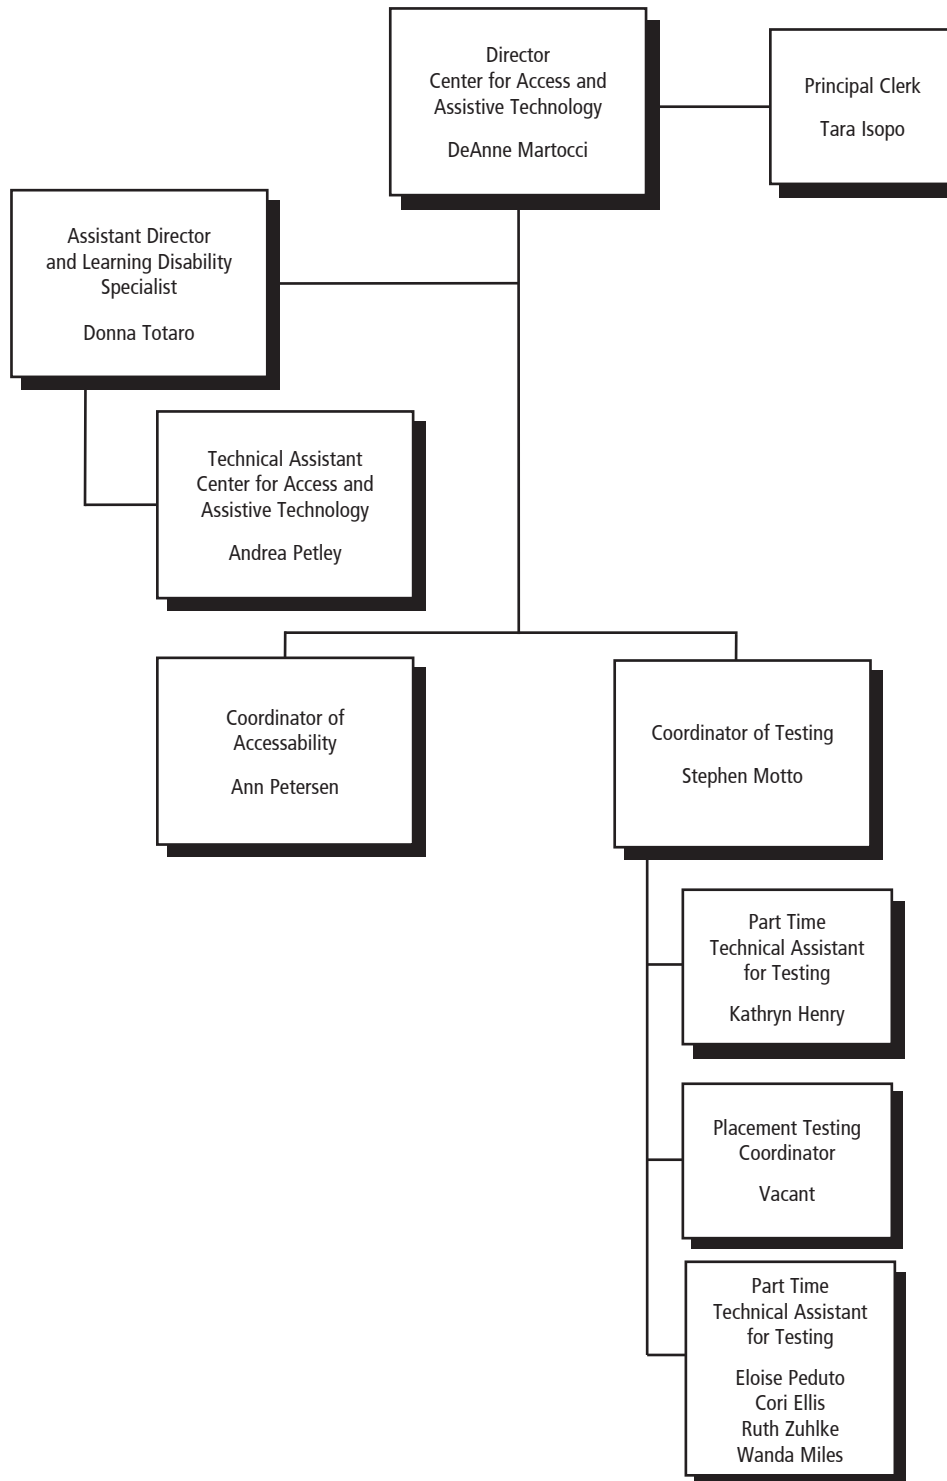 Director
Center for Access and
Assistive Technology
DeAnne Martocci
Principal Clerk
Tara Isopo
Assistant Director
and Learning Disability
Specialist
Donna Totaro
Technical Assistant
Center for Access and
Assistive Technology
Andrea Petley
Coordinator of
Accessability
Ann Petersen
Coordinator of Testing
Stephen Motto
Part Time
Technical Assistant
for Testing
Kathryn Henry
Placement Testing
Coordinator
Vacant
Part Time
Technical Assistant
for Testing
Eloise Peduto
Cori Ellis
Ruth Zuhlke
Wanda Miles